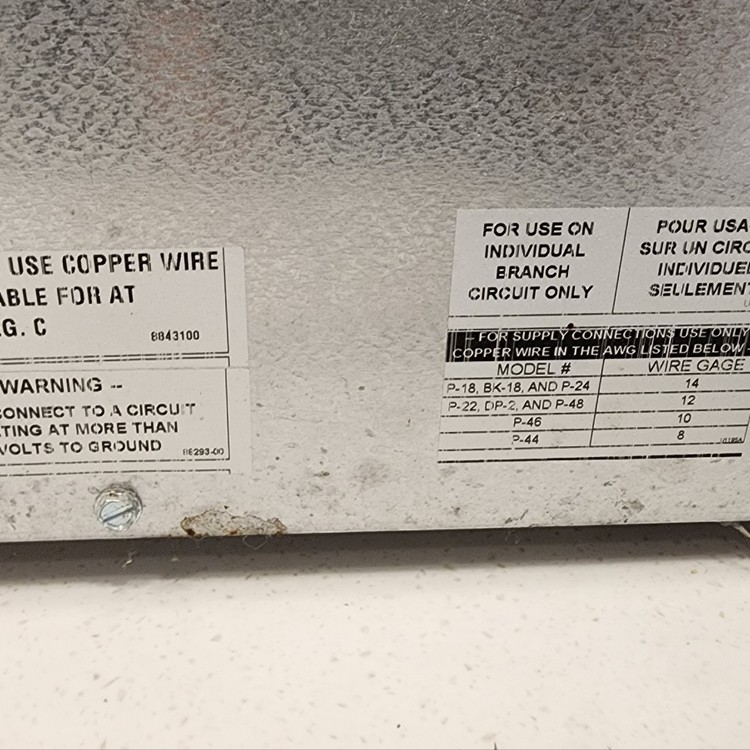 USE COPPER WIRE
ABLE FOR AT
G. C
8843100
WARNING --
CONNECT TO A CIRCUIT
TING AT MORE THAN
VOLTS TO GROUND
88293-00
FOR USE ON
INDIVIDUAL
BRANCH
CIRCUIT ONLY
POUR USA
SUR UN CIRC
INDIVIDUEL
SEULEMENT
-- FOR SUPPLY CONNECTIONS USE ONLY
COPPER WIRE IN THE AWG LISTED BELOW -
MODEL # WIRE GAGE
P-18, BK-18, AND P-24 14
P-22, DP-2, AND P-48 12
P-46 10
P-44 8